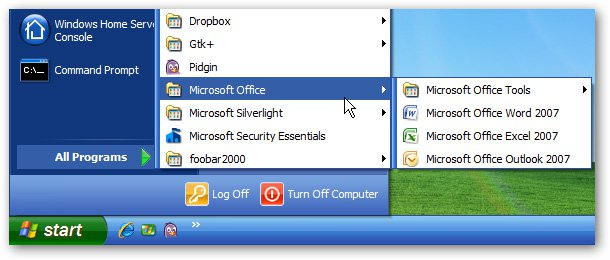 Windows Home Serve
Console
Command Prompt
All Programs
Dropbox
Gtk+
Pidgin
Microsoft Office
Microsoft Silverlight
Microsoft Security Essentials
foobar2000
Microsoft Office Tools
Microsoft Office Word 2007
Microsoft Office Excel 2007
Microsoft Office Outlook 2007
Log Off
Turn Off Computer
start